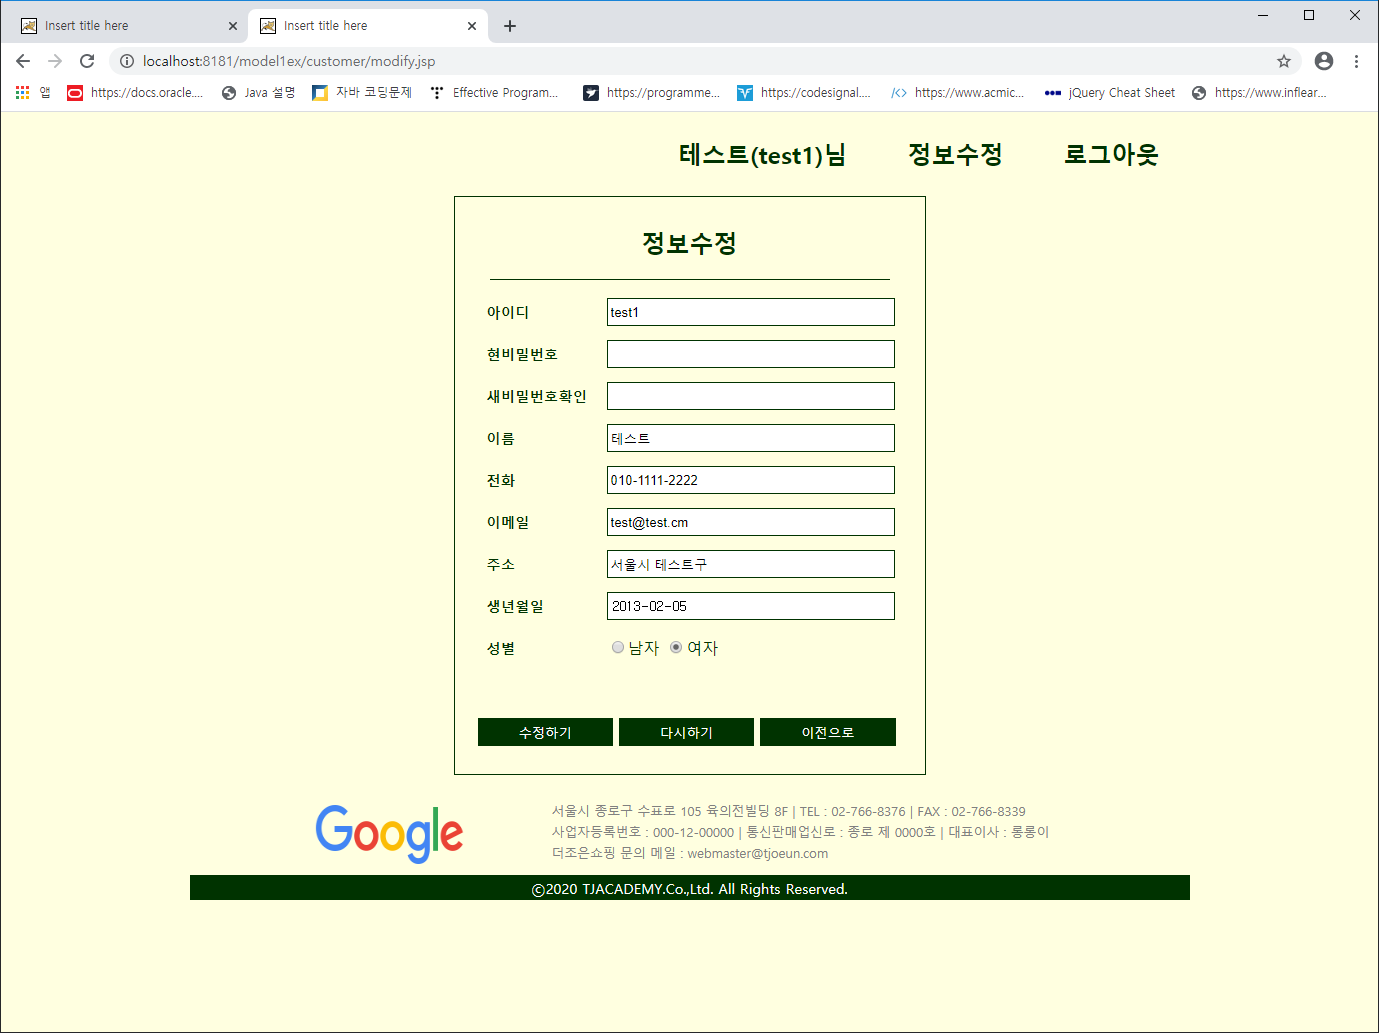 Insert title here
Insert title here
localhost:8181/model1ex/customer/modify.jsp
앱 https://docs.oracle.... Java 설명 자바 코딩문제 Effective Program... https://programme... https://codesignal.... https://www.acmic... jQuery Cheat Sheet https://www.inflear...
테스트(test1)님 정보수정 로그아웃
정보수정
아이디 test1
현비밀번호
새비밀번호확인
이름 테스트
전화 010-1111-2222
이메일 test@test.cm
주소 서울시 테스트구
생년월일 2013-02-05
성별 남자 여자
수정하기 다시하기 이전으로
Google
서울시 종로구 수표로 105 육의전빌딩 8F | TEL : 02-766-8376 | FAX : 02-766-8339
사업자등록번호 : 000-12-00000 | 통신판매업신로 : 종로 제 0000호 | 대표이사 : 롱롱이
더조은쇼핑 문의 메일 : webmaster@tjoeun.com
©2020 TJACADEMY.Co.,Ltd. All Rights Reserved.